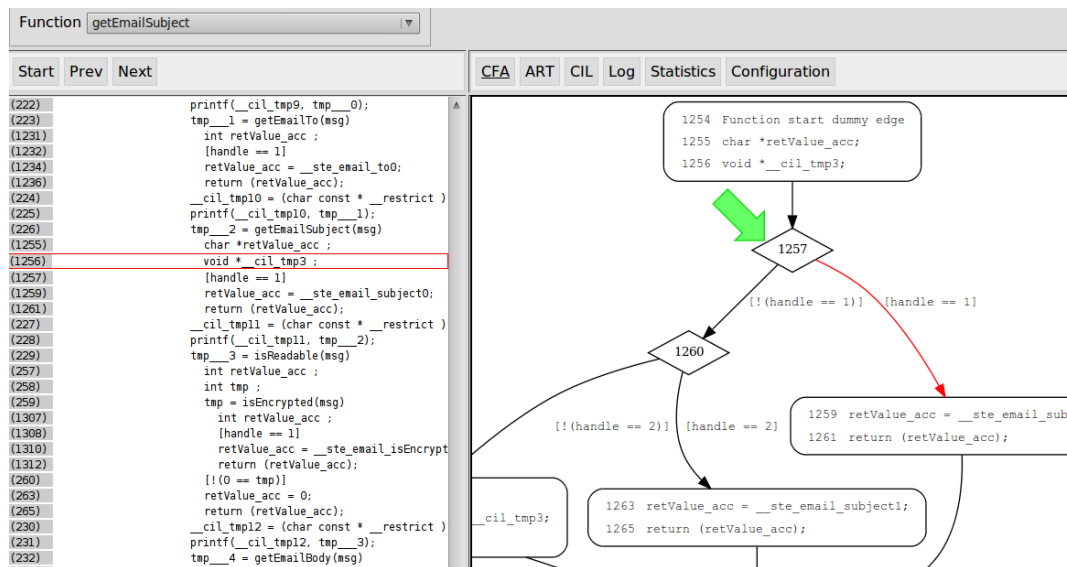 Function getEmailSubject
Start Prev Next
CFA ART CIL Log Statistics Configuration
(222) printf(__cil_tmp9, tmp___0);
(223) tmp___1 = getEmailTo(msg)
(1231) int retValue_acc ;
(1232) [handle == 1]
(1234) retValue_acc = __ste_email_to0;
(1236) return (retValue_acc);
(224) __cil_tmp10 = (char const * __restrict )
(225) printf(__cil_tmp10, tmp___1);
(226) tmp___2 = getEmailSubject(msg)
(1255) char *retValue_acc ;
(1256) void *__cil_tmp3 ;
(1257) [handle == 1]
(1259) retValue_acc = __ste_email_subject0;
(1261) return (retValue_acc);
(227) __cil_tmp11 = (char const * __restrict )
(228) printf(__cil_tmp11, tmp___2);
(229) tmp___3 = isReadable(msg)
(257) int retValue_acc ;
(258) int tmp ;
(259) tmp = isEncrypted(msg)
(1307) int retValue_acc ;
(1308) [handle == 1]
(1310) retValue_acc = __ste_email_isEncrypt
(1312) return (retValue_acc);
(260) [!(0 == tmp)]
(263) retValue_acc = 0;
(265) return (retValue_acc);
(230) __cil_tmp12 = (char const * __restrict )
(231) printf(__cil_tmp12, tmp___3);
(232) tmp___4 = getEmailBody(msg)
1254 Function start dummy edge
1255 char *retValue_acc;
1256 void *__cil_tmp3;
1257
[!(handle == 1)] [handle == 1]
1260
1259 retValue_acc = __ste_email_sub
1261 return (retValue_acc);
[!(handle == 2)] [handle == 2]
__cil_tmp3;
1263 retValue_acc = __ste_email_subject1;
1265 return (retValue_acc);